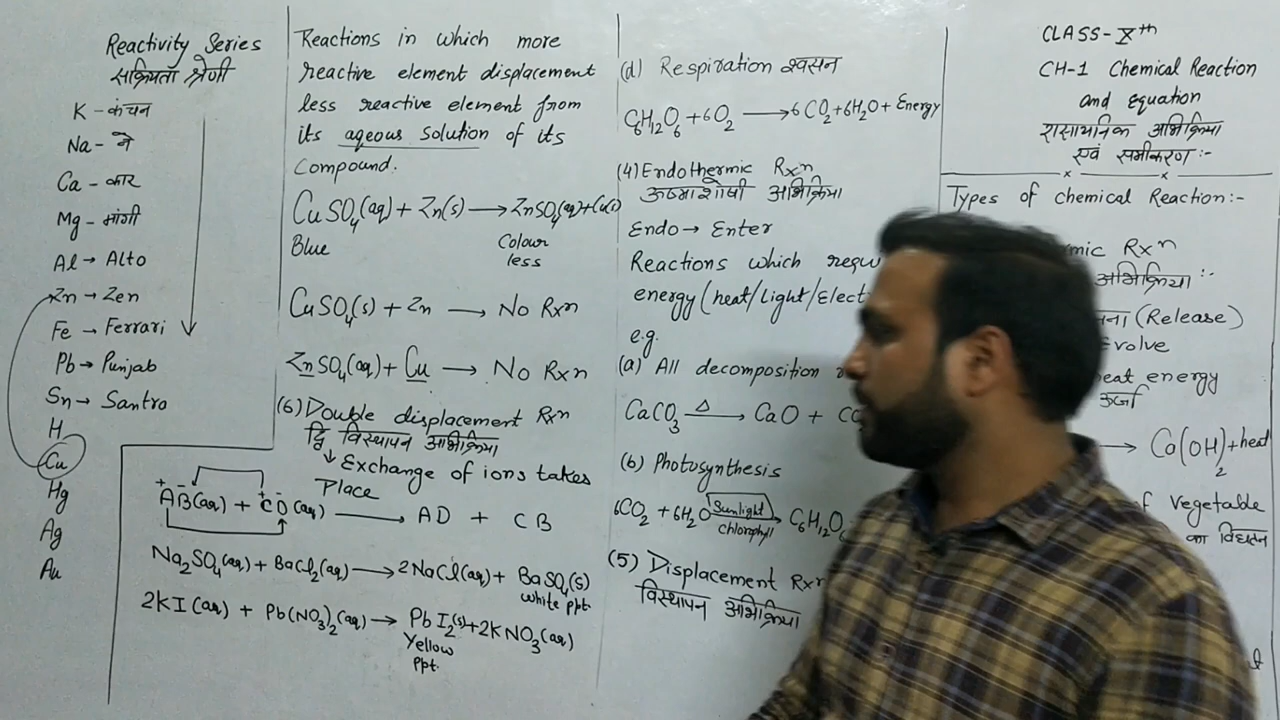 Reactivity Series
सक्रियता श्रेणी
K - कंचन
Na - ने
Ca - कार
Mg - मांगी
Al → Alto
Zn → Zen
Fe → Ferrari
Pb → Punjab
Sn → Santro
H
Cu
Hg
Ag
Au
Reactions in which more
reactive element displacement
less reactive element from
its aqeous solution of its
Compound.
CuSO₄(aq) + Zn(s) → ZnSO₄(aq) + Cu(s)
Blue Colour
less
CuSO₄(s) + Zn → No Rxn
ZnSO₄(aq) + Cu → No Rxn
(6) Double displacement Rxn
द्वि विस्थापन अभिक्रिया
↓ Exchange of ions takes
Place
+ - + -
AB(aq) + CD(aq) → AD + CB
Na₂SO₄(aq) + BaCl₂(aq) → 2NaCl(aq) + BaSO₄(s)
white ppt
2KI(aq) + Pb(NO₃)₂(aq) → PbI₂(s) + 2KNO₃(aq)
Yellow
ppt.
(d) Respiration श्वसन
C₆H₁₂O₆ + 6O₂ → 6CO₂ + 6H₂O + Energy
(4) Endothermic Rxn
ऊष्माशोषी अभिक्रिया
Endo → Enter
Reactions which requ
energy (heat/light/Elect
e.g.
(a) All decomposition
CaCO₃ Δ→ CaO + CO
(b) Photosynthesis
6CO₂ + 6H₂O Sunlight → C₆H₁₂O₆
chlorophyll
(5) Displacement Rxn
विस्थापन अभिक्रिया
CLASS - Xth
CH-1 Chemical Reaction
and Equation
रासायनिक अभिक्रिया
एवं समीकरण :-
Types of chemical Reaction:-
mic Rxn
अभिक्रिया :-
(Release)
Evolve
heat energy
ऊर्जा
→ Ca(OH)₂ + heat
f vegetable
का विघटन